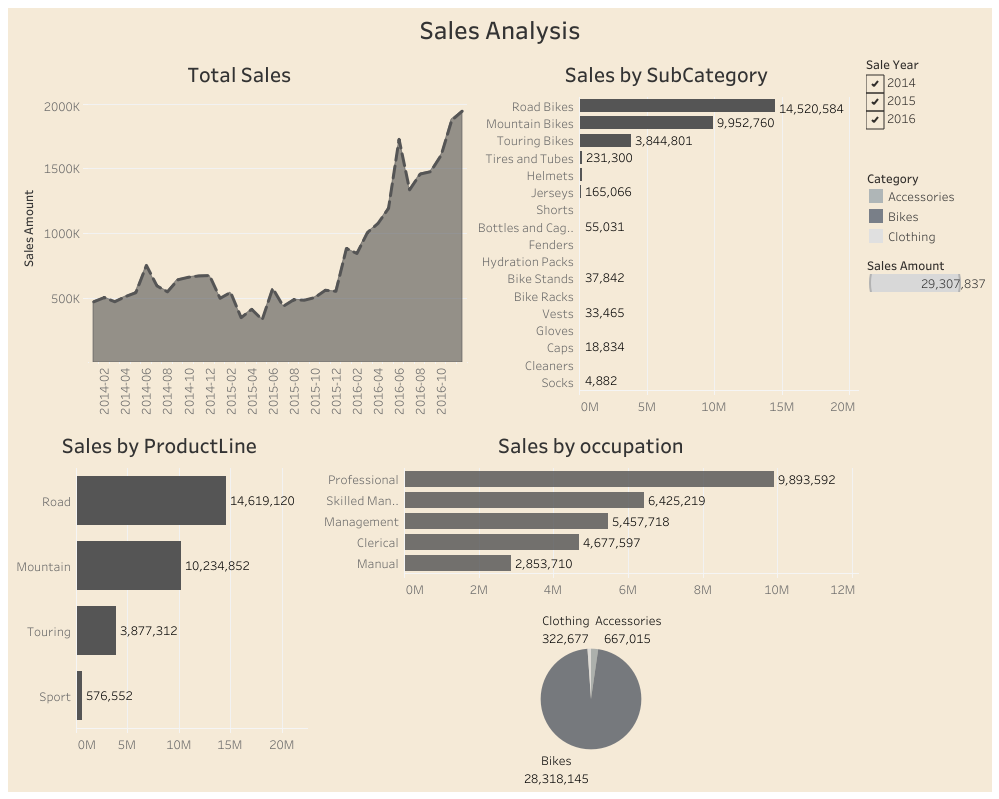 Sales Analysis
Total Sales
Sales Amount
2000K
1500K
1000K
500K
2014-02
2014-04
2014-06
2014-08
2014-10
2014-12
2015-02
2015-04
2015-06
2015-08
2015-10
2015-12
2016-02
2016-04
2016-06
2016-08
2016-10
Sales by SubCategory
Road Bikes 14,520,584
Mountain Bikes 9,952,760
Touring Bikes 3,844,801
Tires and Tubes 231,300
Helmets
Jerseys 165,066
Shorts
Bottles and Cag.. 55,031
Fenders
Hydration Packs
Bike Stands 37,842
Bike Racks
Vests 33,465
Gloves
Caps 18,834
Cleaners
Socks 4,882
0M 5M 10M 15M 20M
Sale Year
2014
2015
2016
Category
Accessories
Bikes
Clothing
Sales Amount
29,307,837
Sales by ProductLine
Road 14,619,120
Mountain 10,234,852
Touring 3,877,312
Sport 576,552
0M 5M 10M 15M 20M
Sales by occupation
Professional 9,893,592
Skilled Man.. 6,425,219
Management 5,457,718
Clerical 4,677,597
Manual 2,853,710
0M 2M 4M 6M 8M 10M 12M
Clothing Accessories
322,677 667,015
Bikes
28,318,145